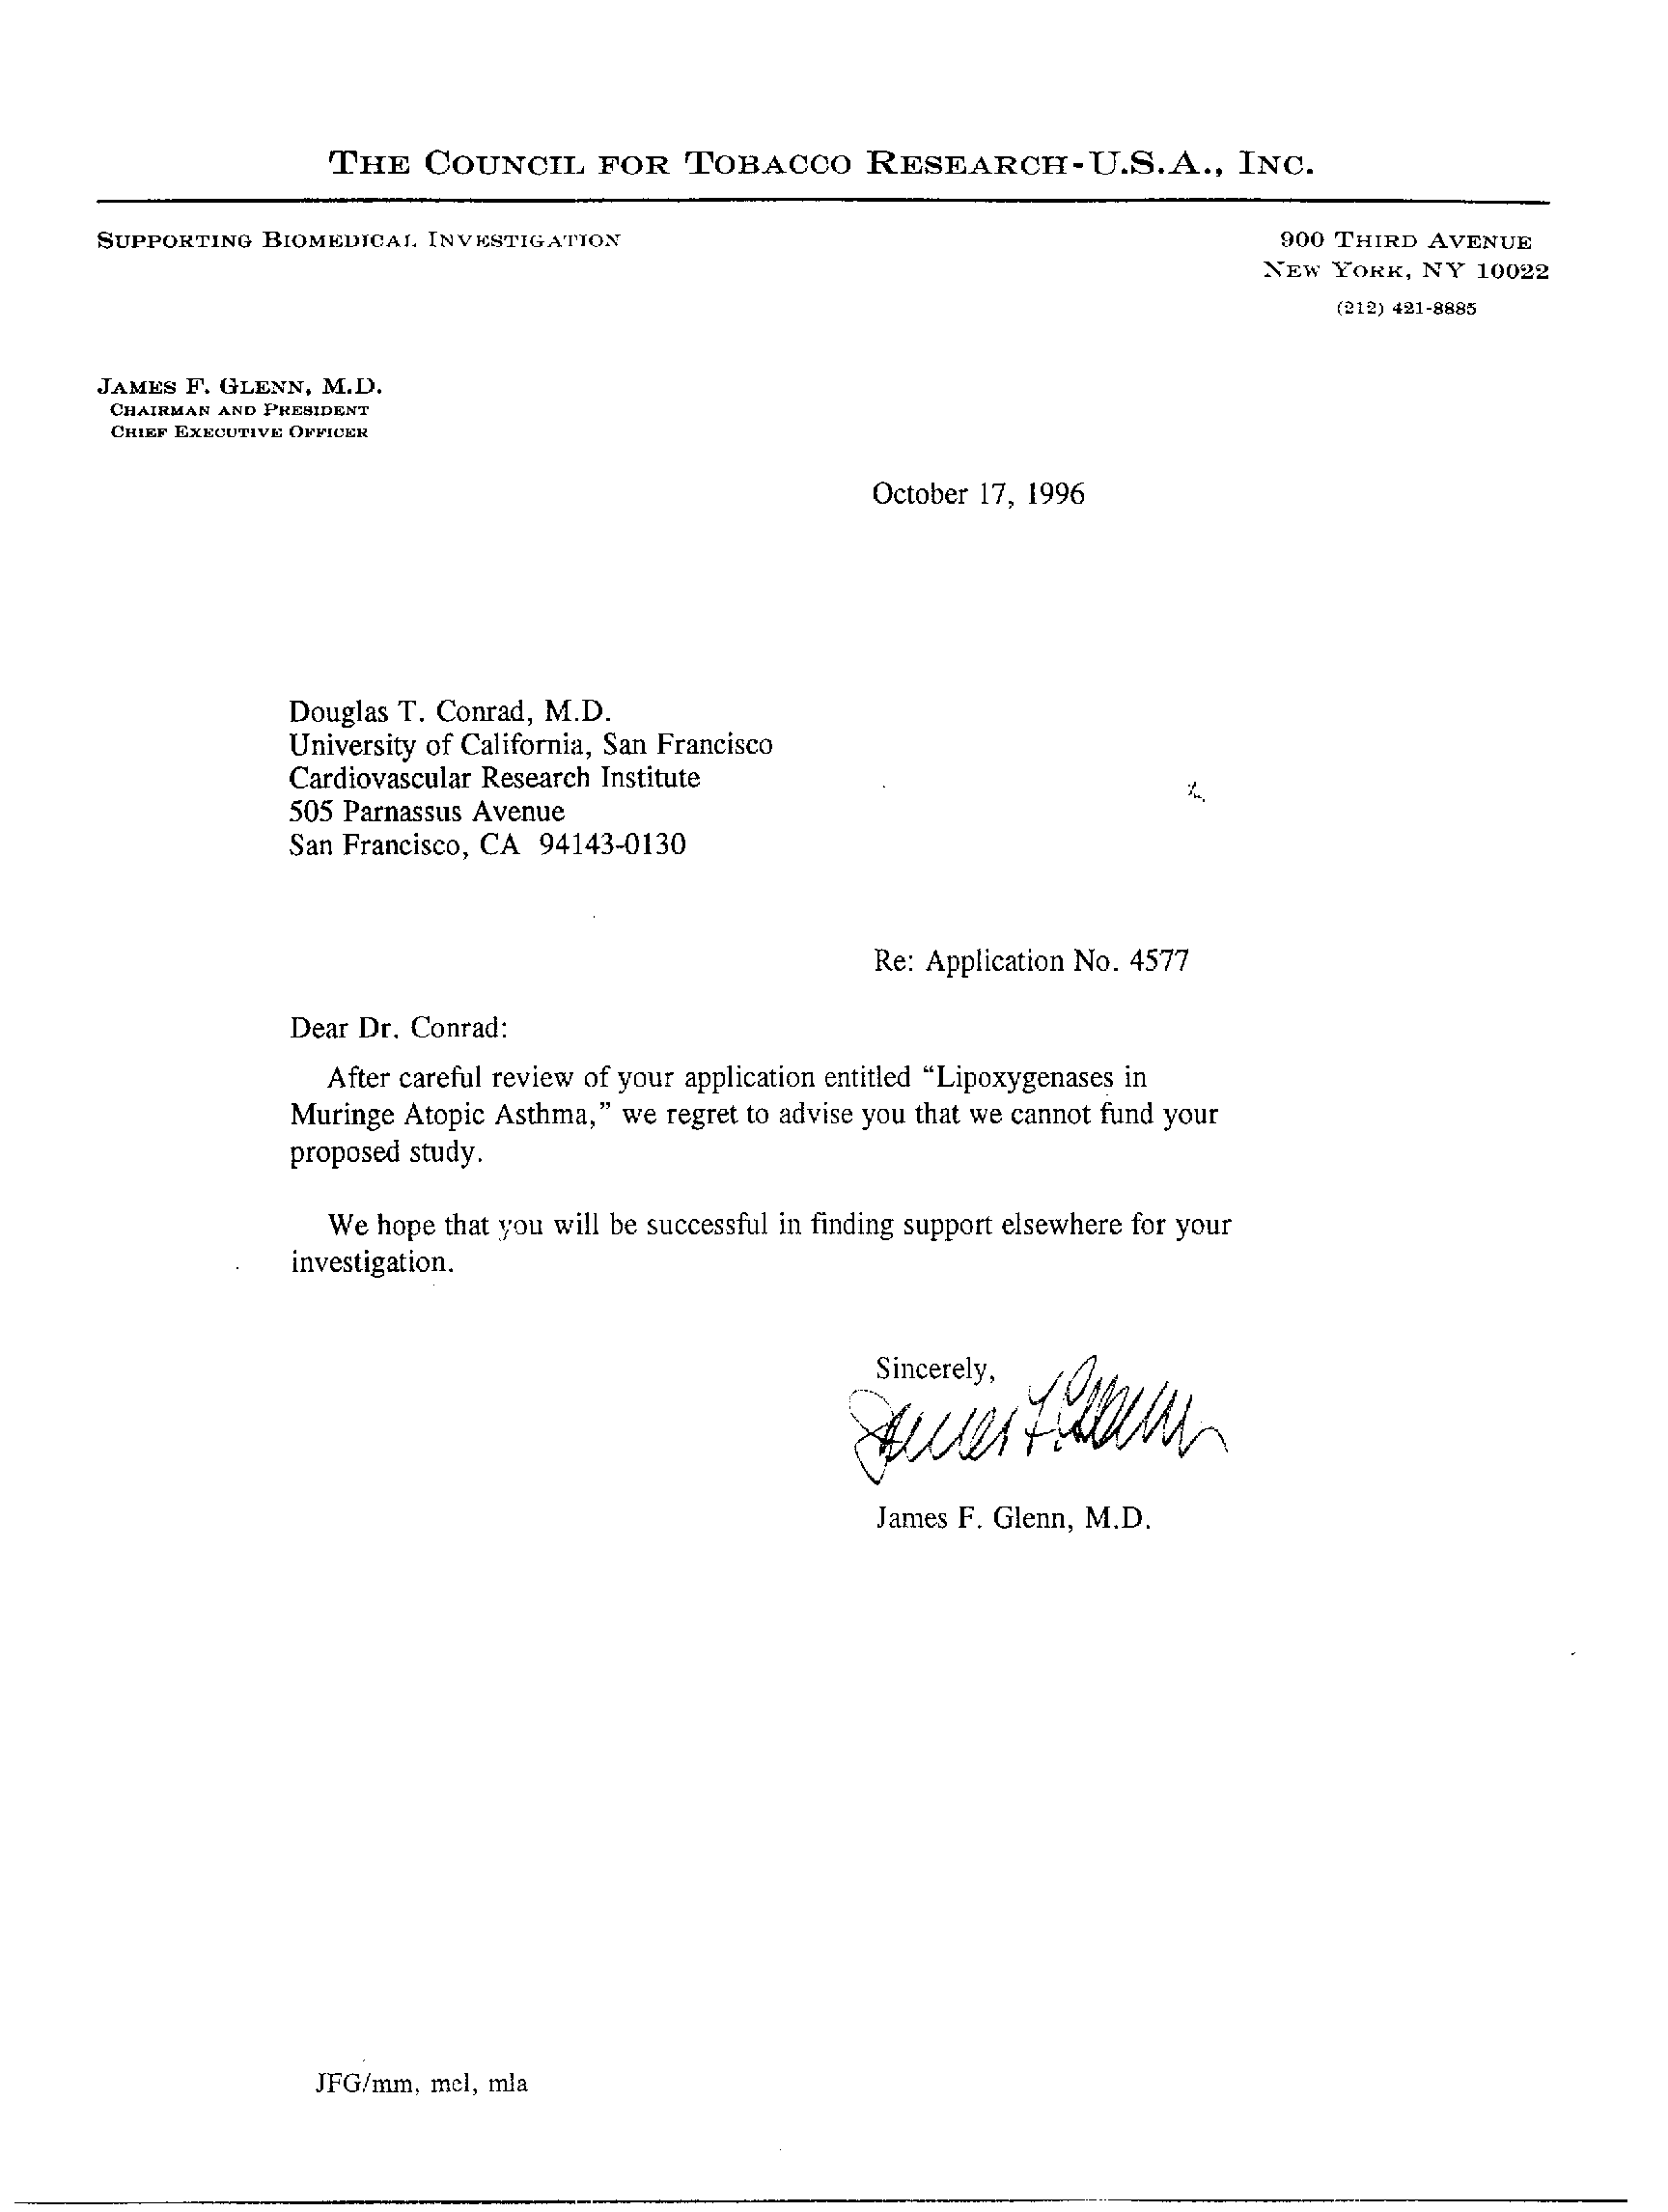 THE COUNCIL FOR TOBACCO RESEARCH-U.S.A., INC.
SUPPORTING BIOMEDICAL INVESTIGATION
900 THIRD AVENUE
NEW YORK, NY 10022
(212) 421-8885
JAMES F. GLENN, M.D.
CHAIRMAN AND PRESIDENT
CHIEF EXECUTIVE OFFICER
October 17, 1996
Douglas T. Conrad, M.D.
University of California, San Francisco
Cardiovascular Research Institute
505 Parnassus Avenue
San Francisco, CA 94143-0130
Re: Application No. 4577
Dear Dr. Conrad:
After careful review of your application entitled “Lipoxygenases in
Muringe Atopic Asthma,” we regret to advise you that we cannot fund your
proposed study.
We hope that you will be successful in finding support elsewhere for your
investigation.
Sincerely,
James F. Glenn
James F. Glenn, M.D.
JFG/mm, mcl, mla